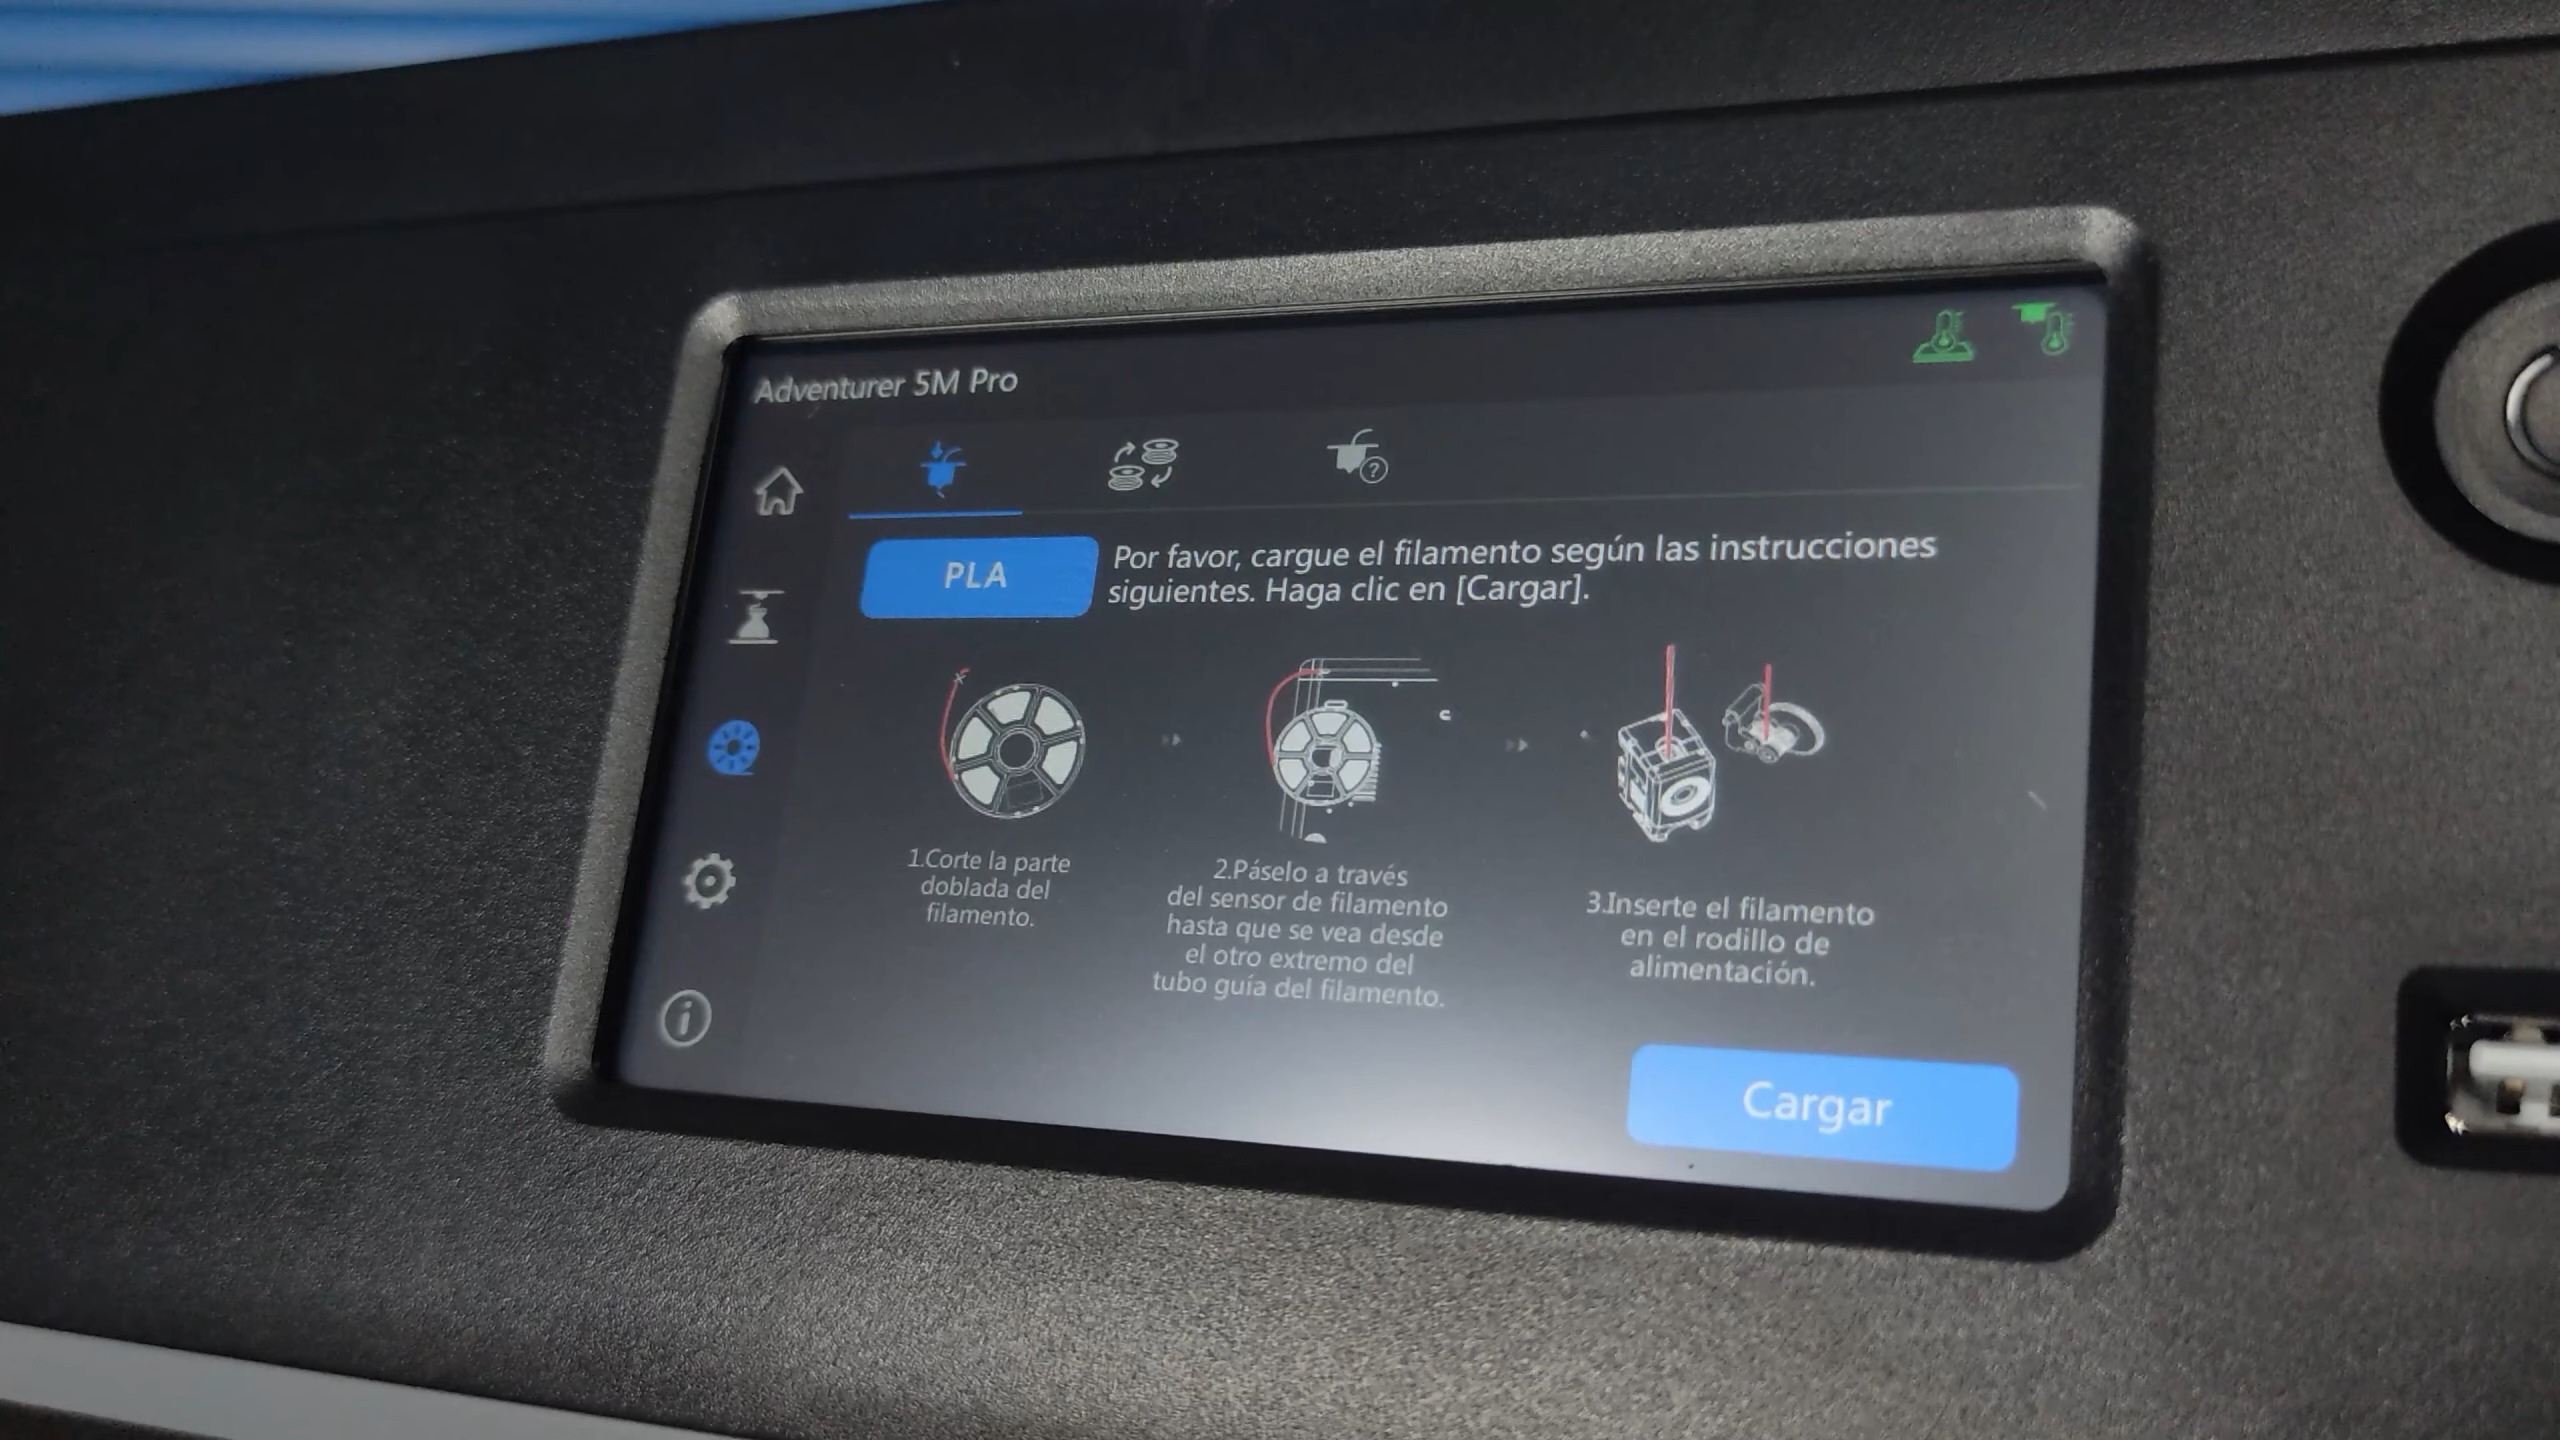 Adventurer 5M Pro
PLA
Por favor, cargue el filamento según las instrucciones
siguientes. Haga clic en [Cargar].
1.Corte la parte
doblada del
filamento.
2.Páselo a través
del sensor de filamento
hasta que se vea desde
el otro extremo del
tubo guía del filamento.
3.Inserte el filamento
en el rodillo de
alimentación.
Cargar